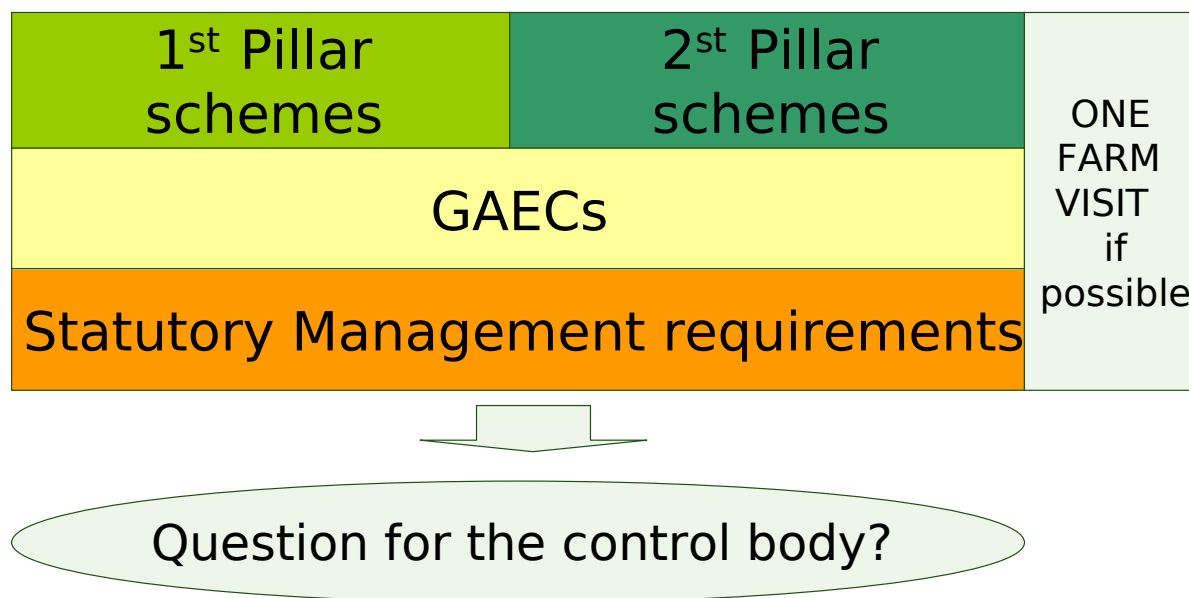 1st Pillar
schemes
2st Pillar
schemes
GAECs
Statutory Management requirements
ONE
FARM
VISIT
if
possible
Question for the control body?